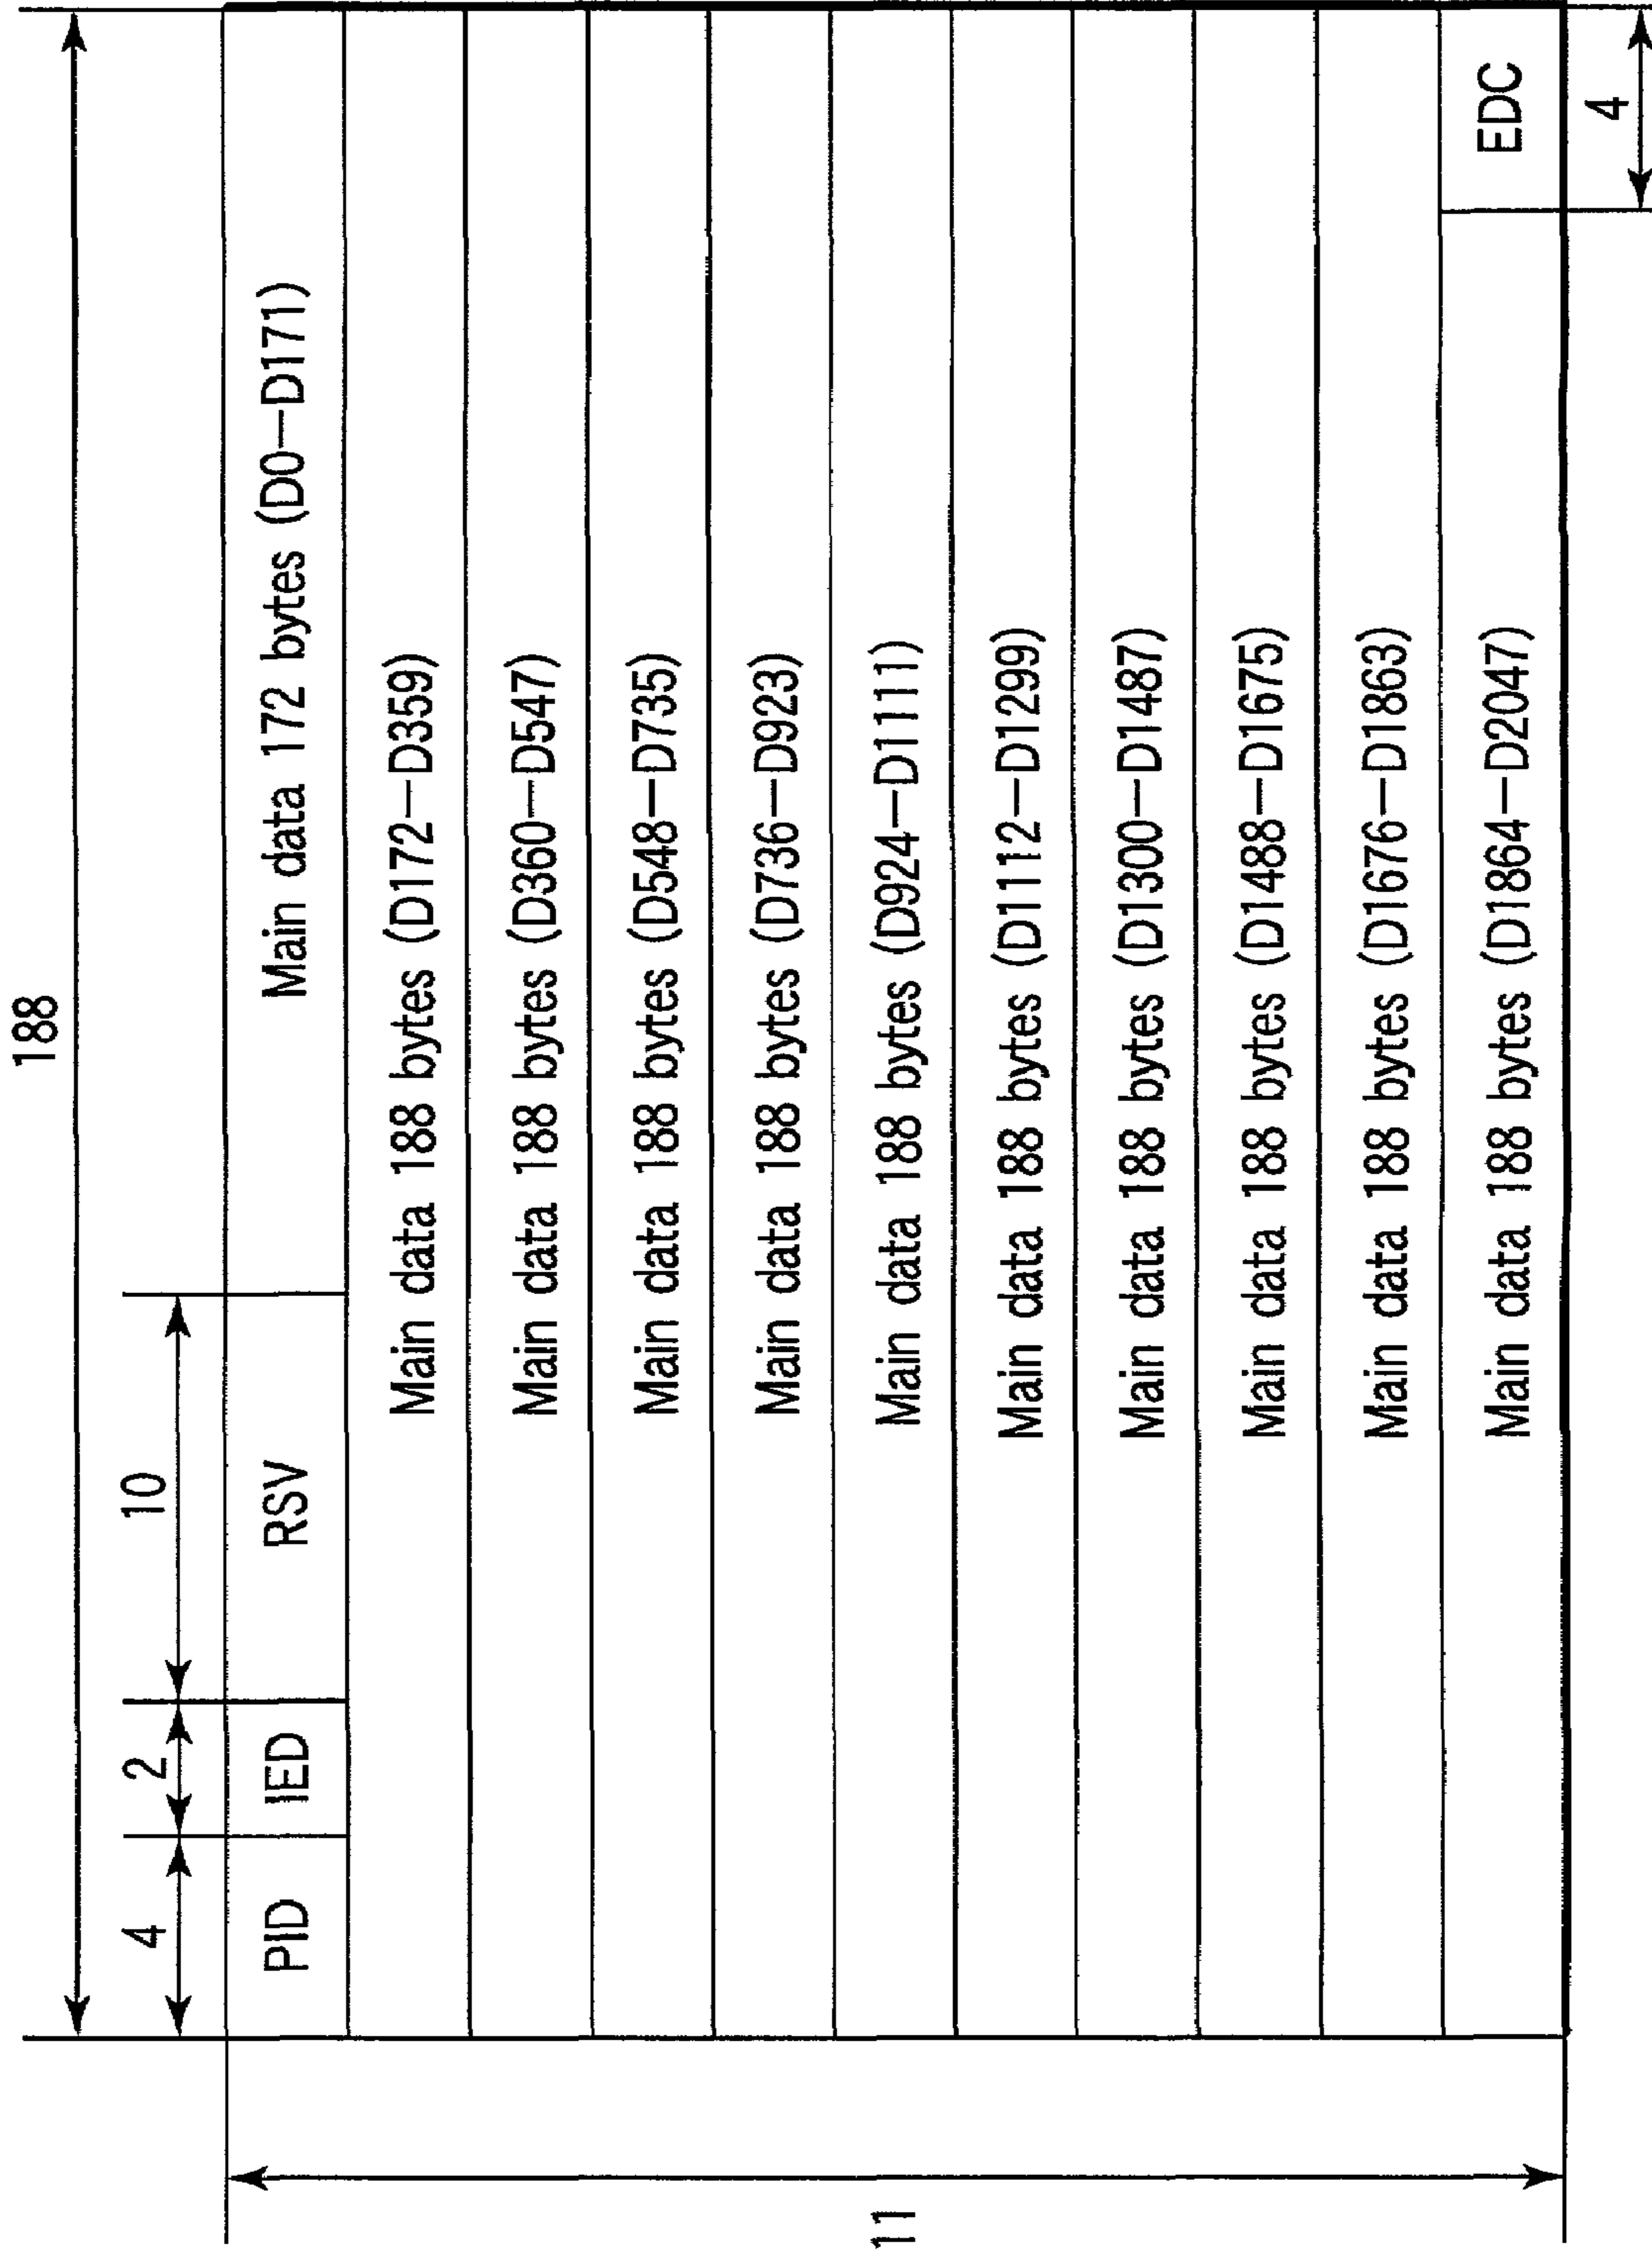 188
4
2
10
PID
IED
RSV
Main data 172 bytes (D0—D171)
Main data 188 bytes (D172—D359)
Main data 188 bytes (D360—D547)
Main data 188 bytes (D548—D735)
Main data 188 bytes (D736—D923)
Main data 188 bytes (D924—D1111)
Main data 188 bytes (D1112—D1299)
Main data 188 bytes (D1300—D1487)
Main data 188 bytes (D1488—D1675)
Main data 188 bytes (D1676—D1863)
Main data 188 bytes (D1864—D2047)
EDC
11
4